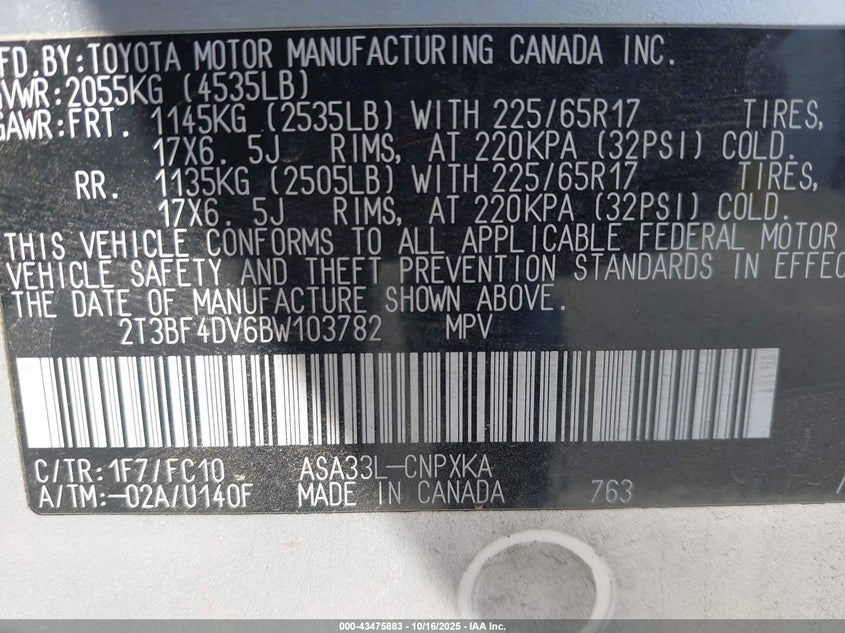 FD.BY:TOYOTA MOTOR MANUFACTURING CANADA INC.
GVWR:2055KG (4535LB)
GAWR:FRT. 1145KG (2535LB) WITH 225/65R17 TIRES,
17X6. 5J RIMS, AT 220KPA (32PSI) COLD.
RR. 1135KG (2505LB) WITH 225/65R17 TIRES,
17X6. 5J RIMS, AT 220KPA (32PSI) COLD.
THIS VEHICLE CONFORMS TO ALL APPLICABLE FEDERAL MOTOR
VEHICLE SAFETY AND THEFT PREVENTION STANDARDS IN EFFEC
THE DATE OF MANUFACTURE SHOWN ABOVE.
2T3BF4DV6BW103782 MPV
C/TR:1F7/FC10 ASA33L-CNPXKA
A/TM:-02A/U140F MADE IN CANADA 763
000-43475883 | 10/16/2025 | IAA Inc.